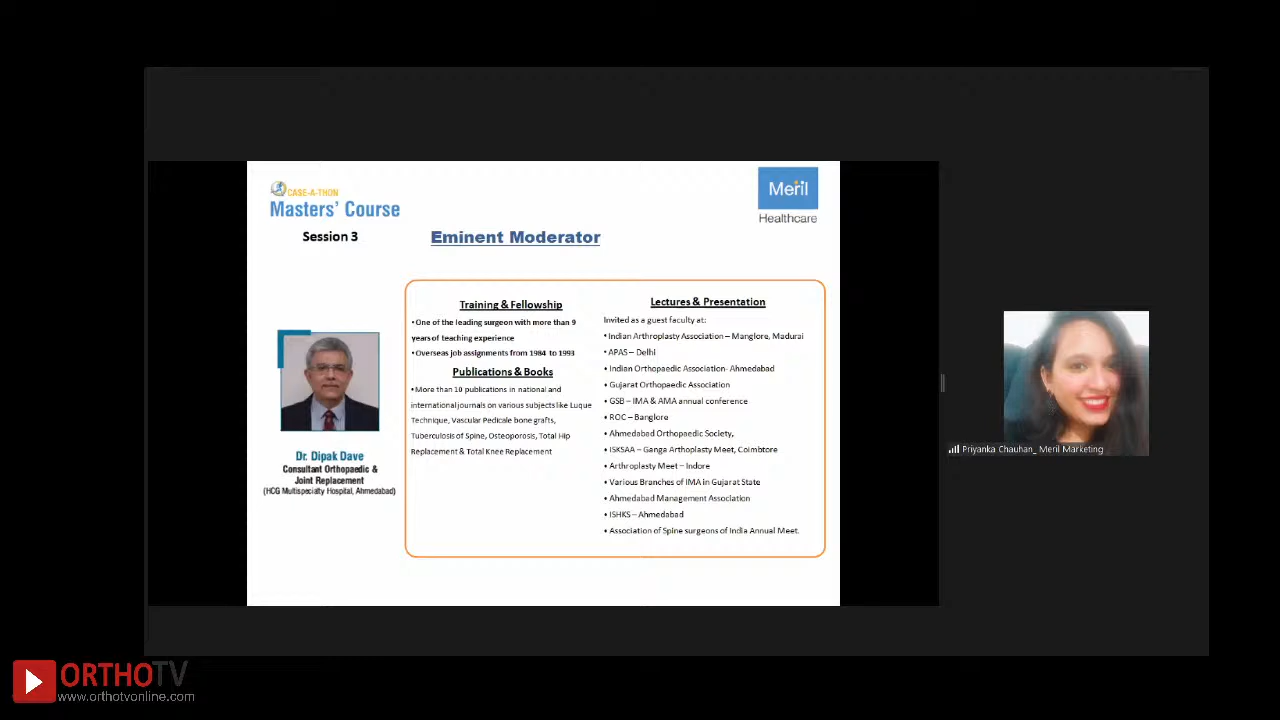 CASE-A-THON
Masters' Course
Session 3
Meril
Healthcare
Eminent Moderator
Dr. Dipak Dave
Consultant Orthopaedic &
Joint Replacement
(HCG Multispecialty Hospital, Ahmedabad)
Training & Fellowship
• One of the leading surgeon with more than 9
years of teaching experience
• Overseas job assignments from 1984 to 1993
Publications & Books
• More than 10 publications in national and
international journals on various subjects like Luque
Technique, Vascular Pedicale bone grafts,
Tuberculosis of Spine, Osteoporosis, Total Hip
Replacement & Total Knee Replacement
Lectures & Presentation
Invited as a guest faculty at:
• Indian Arthroplasty Association – Manglore, Madurai
• APAS – Delhi
• Indian Orthopaedic Association- Ahmedabad
• Gujarat Orthopaedic Association
• GSB – IMA & AMA annual conference
• ROC – Banglore
• Ahmedabad Orthopaedic Society,
• ISKSAA – Ganga Arthoplasty Meet, Coimbtore
• Arthroplasty Meet – Indore
• Various Branches of IMA in Gujarat State
• Ahmedabad Management Association
• ISHKS – Ahmedabad
• Association of Spine surgeons of India Annual Meet.
Priyanka Chauhan_ Meril Marketing
ORTHOTV
www.orthotvonline.com